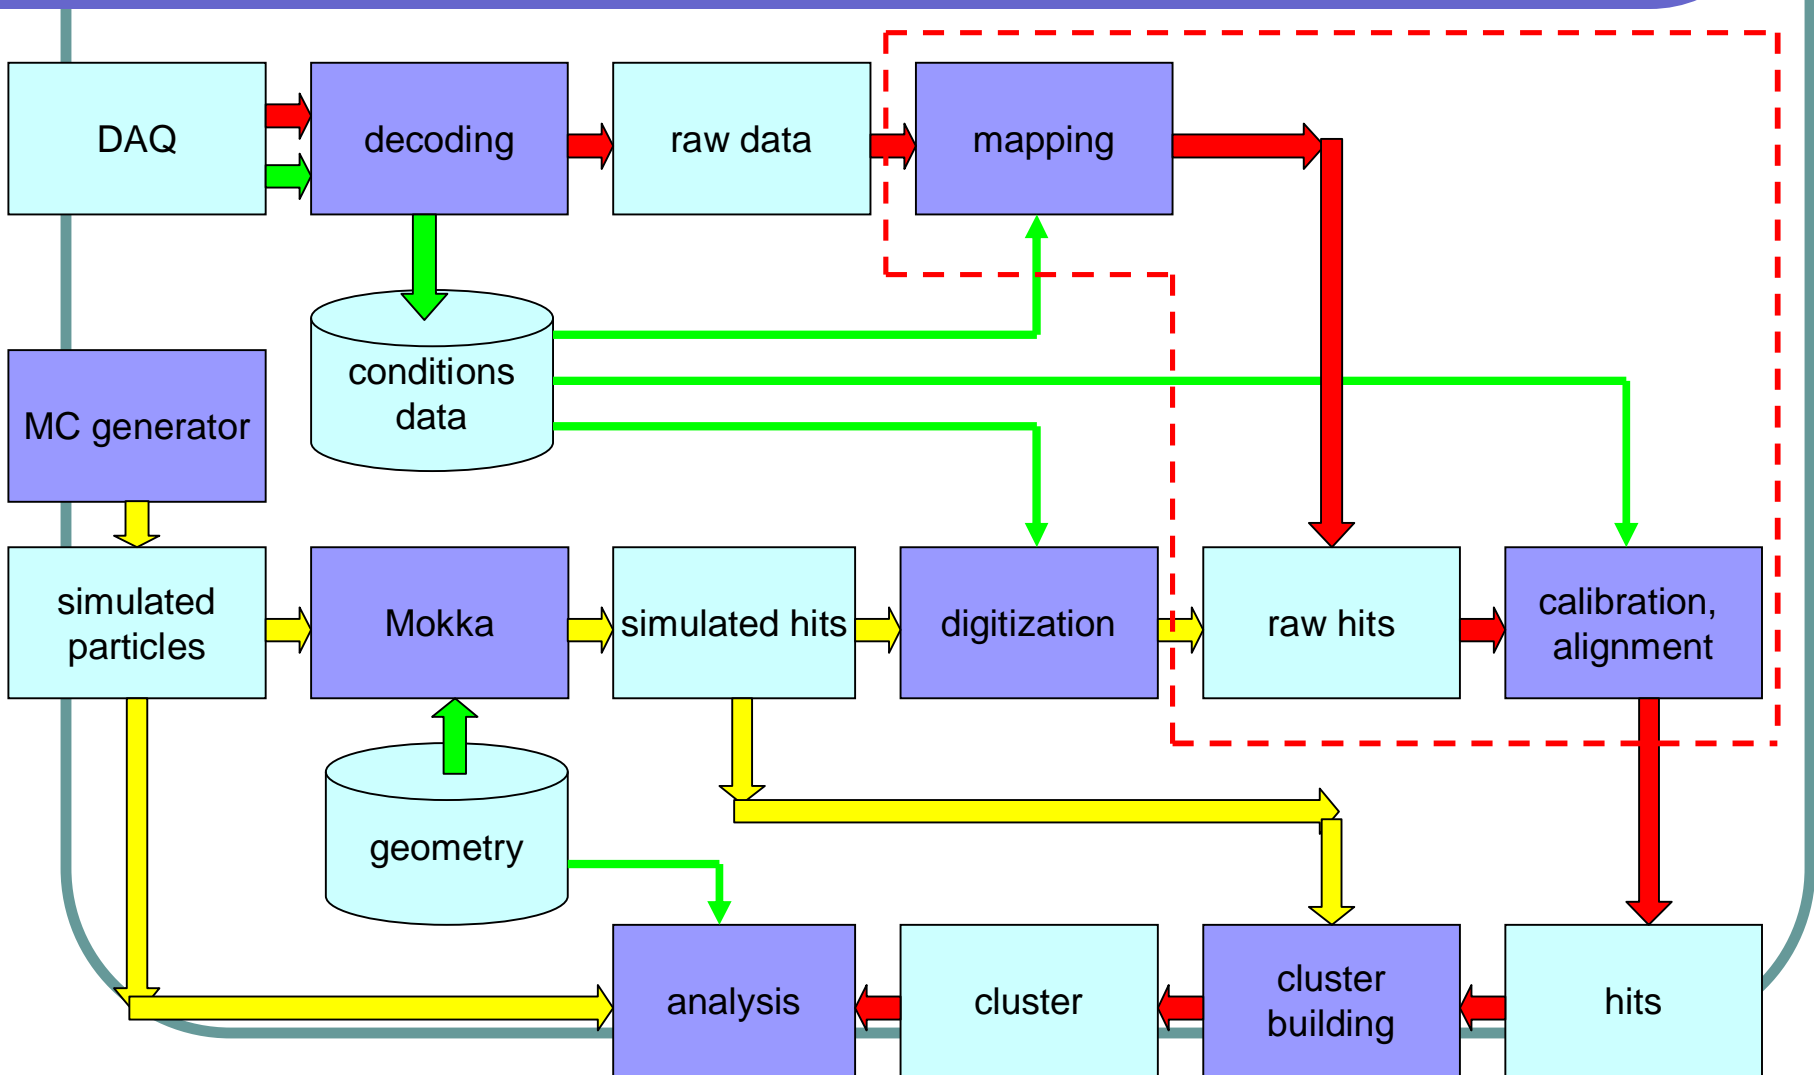 DAQ
decoding
raw data
mapping
conditions
data
MC generator
simulated
particles
Mokka
simulated hits
digitization
raw hits
calibration,
alignment
geometry
analysis
cluster
cluster
building
hits